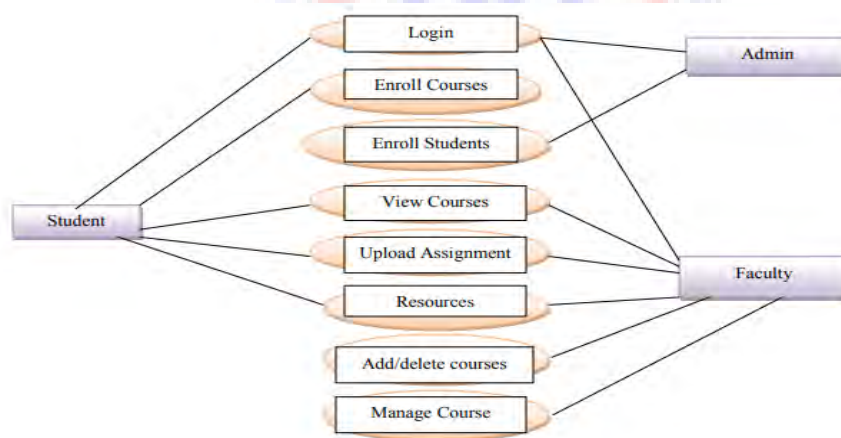 Login
Admin
Enroll Courses
Enroll Students
View Courses
Student
Upload Assignment
Faculty
Resources
Add/delete courses
Manage Course